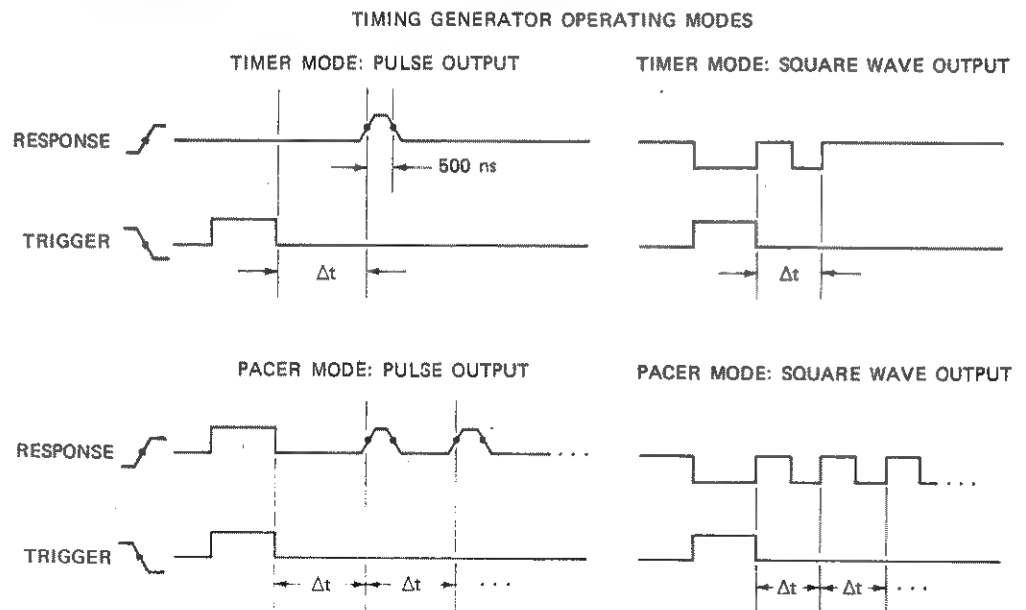 TIMING GENERATOR OPERATING MODES
TIMER MODE: PULSE OUTPUT
RESPONSE
500 ns
TRIGGER
Δt
TIMER MODE: SQUARE WAVE OUTPUT
Δt
PACER MODE: PULSE OUTPUT
RESPONSE
TRIGGER
Δt Δt
PACER MODE: SQUARE WAVE OUTPUT
Δt Δt